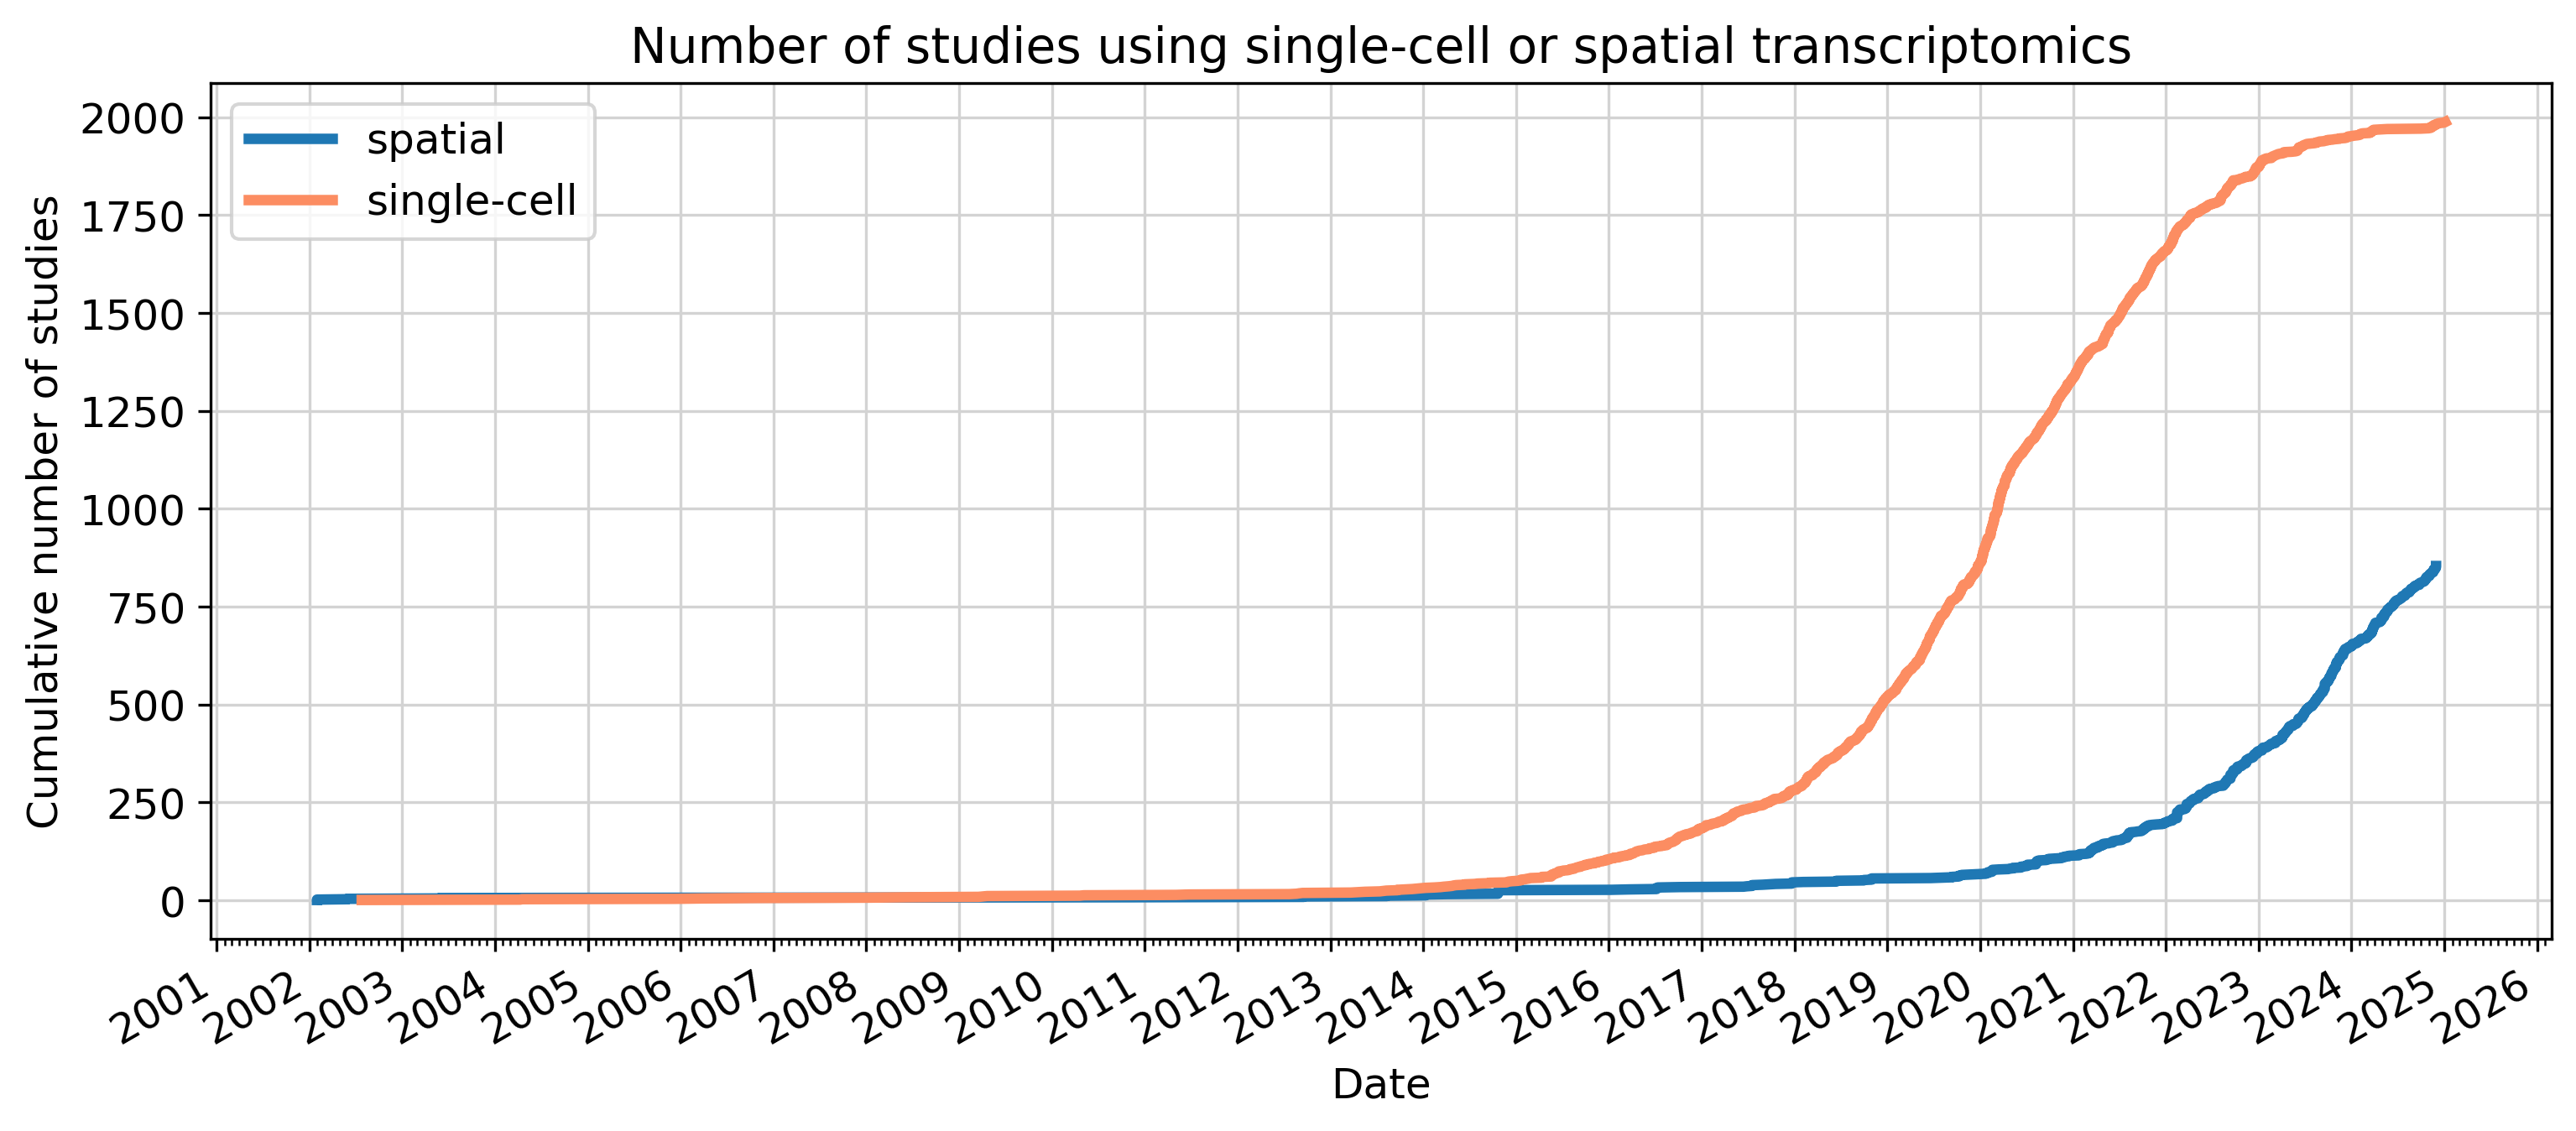 Number of studies using single-cell or spatial transcriptomics
2000
1750
1500
1250
1000
750
500
250
0
Cumulative number of studies
spatial
single-cell
2001 2002 2003 2004 2005 2006 2007 2008 2009 2010 2011 2012 2013 2014 2015 2016 2017 2018 2019 2020 2021 2022 2023 2024 2025 2026
Date